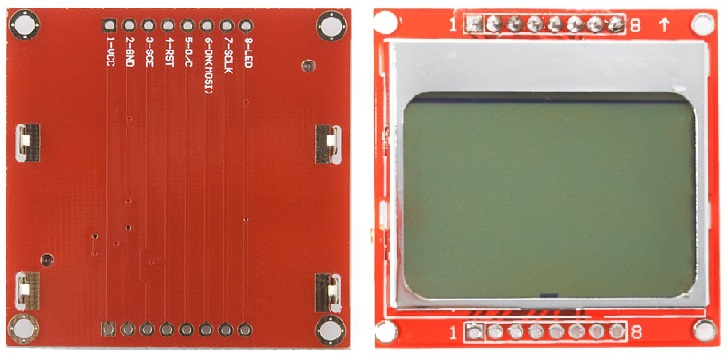 1-VCC
2-GND
3-SCE
4-RST
5-D/C
6-DN(MOSI)
7-SCLK
8-LED
1 8 ↑
1 8